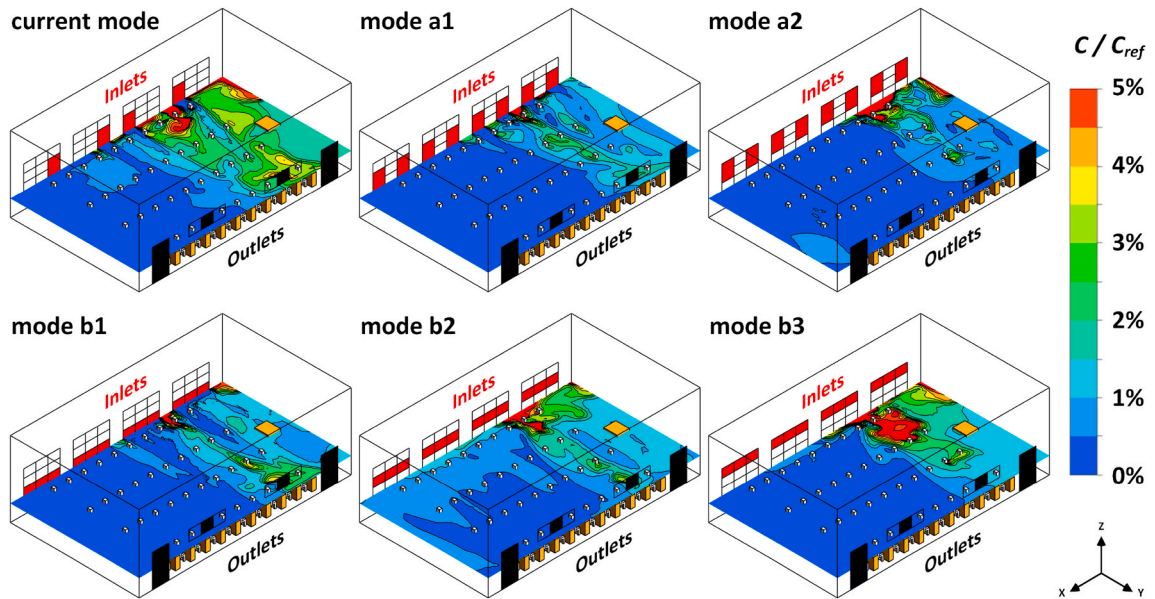 current mode
mode a1
mode a2
C / Cref
Inlets
Inlets
Inlets
5%
4%
3%
2%
1%
0%
Outlets
Outlets
Outlets
mode b1
mode b2
mode b3
Inlets
Inlets
Inlets
Outlets
Outlets
Outlets
Z
X
Y